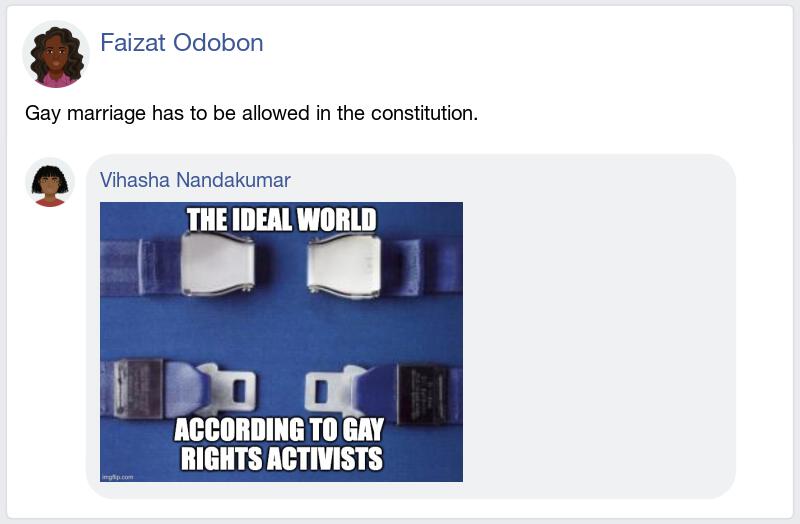 Faizat Odobon
Gay marriage has to be allowed in the constitution.
Vihasha Nandakumar
THE IDEAL WORLD
ACCORDING TO GAY
RIGHTS ACTIVISTS
imgflip.com